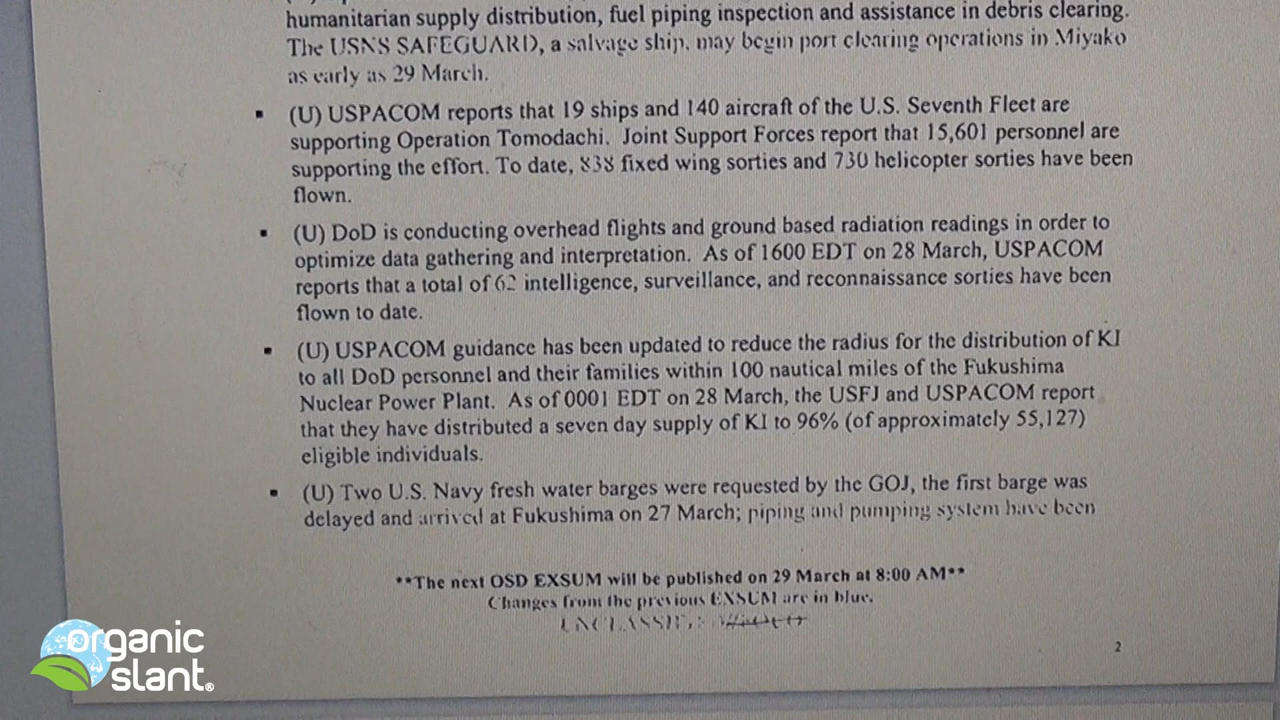 humanitarian supply distribution, fuel piping inspection and assistance in debris clearing.
The USNS SAFEGUARD, a salvage ship, may begin port clearing operations in Miyako
as early as 29 March.
▪ (U) USPACOM reports that 19 ships and 140 aircraft of the U.S. Seventh Fleet are
supporting Operation Tomodachi. Joint Support Forces report that 15,601 personnel are
supporting the effort. To date, 838 fixed wing sorties and 730 helicopter sorties have been
flown.
▪ (U) DoD is conducting overhead flights and ground based radiation readings in order to
optimize data gathering and interpretation. As of 1600 EDT on 28 March, USPACOM
reports that a total of 62 intelligence, surveillance, and reconnaissance sorties have been
flown to date.
▪ (U) USPACOM guidance has been updated to reduce the radius for the distribution of KI
to all DoD personnel and their families within 100 nautical miles of the Fukushima
Nuclear Power Plant. As of 0001 EDT on 28 March, the USFJ and USPACOM report
that they have distributed a seven day supply of KI to 96% (of approximately 55,127)
eligible individuals.
▪ (U) Two U.S. Navy fresh water barges were requested by the GOJ, the first barge was
delayed and arrived at Fukushima on 27 March; piping and pumping system have been
**The next OSD EXSUM will be published on 29 March at 8:00 AM**
Changes from the previous EXSUM are in blue.
2
organic
slant®